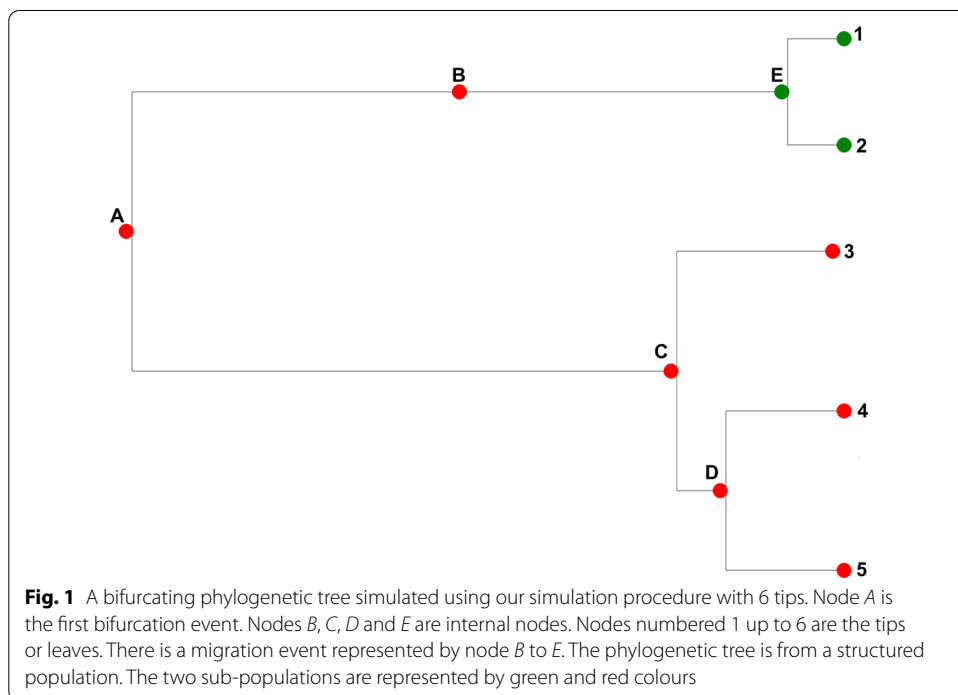 1
B
E
2
A
3
C
4
D
5
Fig. 1 A bifurcating phylogenetic tree simulated using our simulation procedure with 6 tips. Node A is
the first bifurcation event. Nodes B, C, D and E are internal nodes. Nodes numbered 1 up to 6 are the tips
or leaves. There is a migration event represented by node B to E. The phylogenetic tree is from a structured
population. The two sub-populations are represented by green and red colours